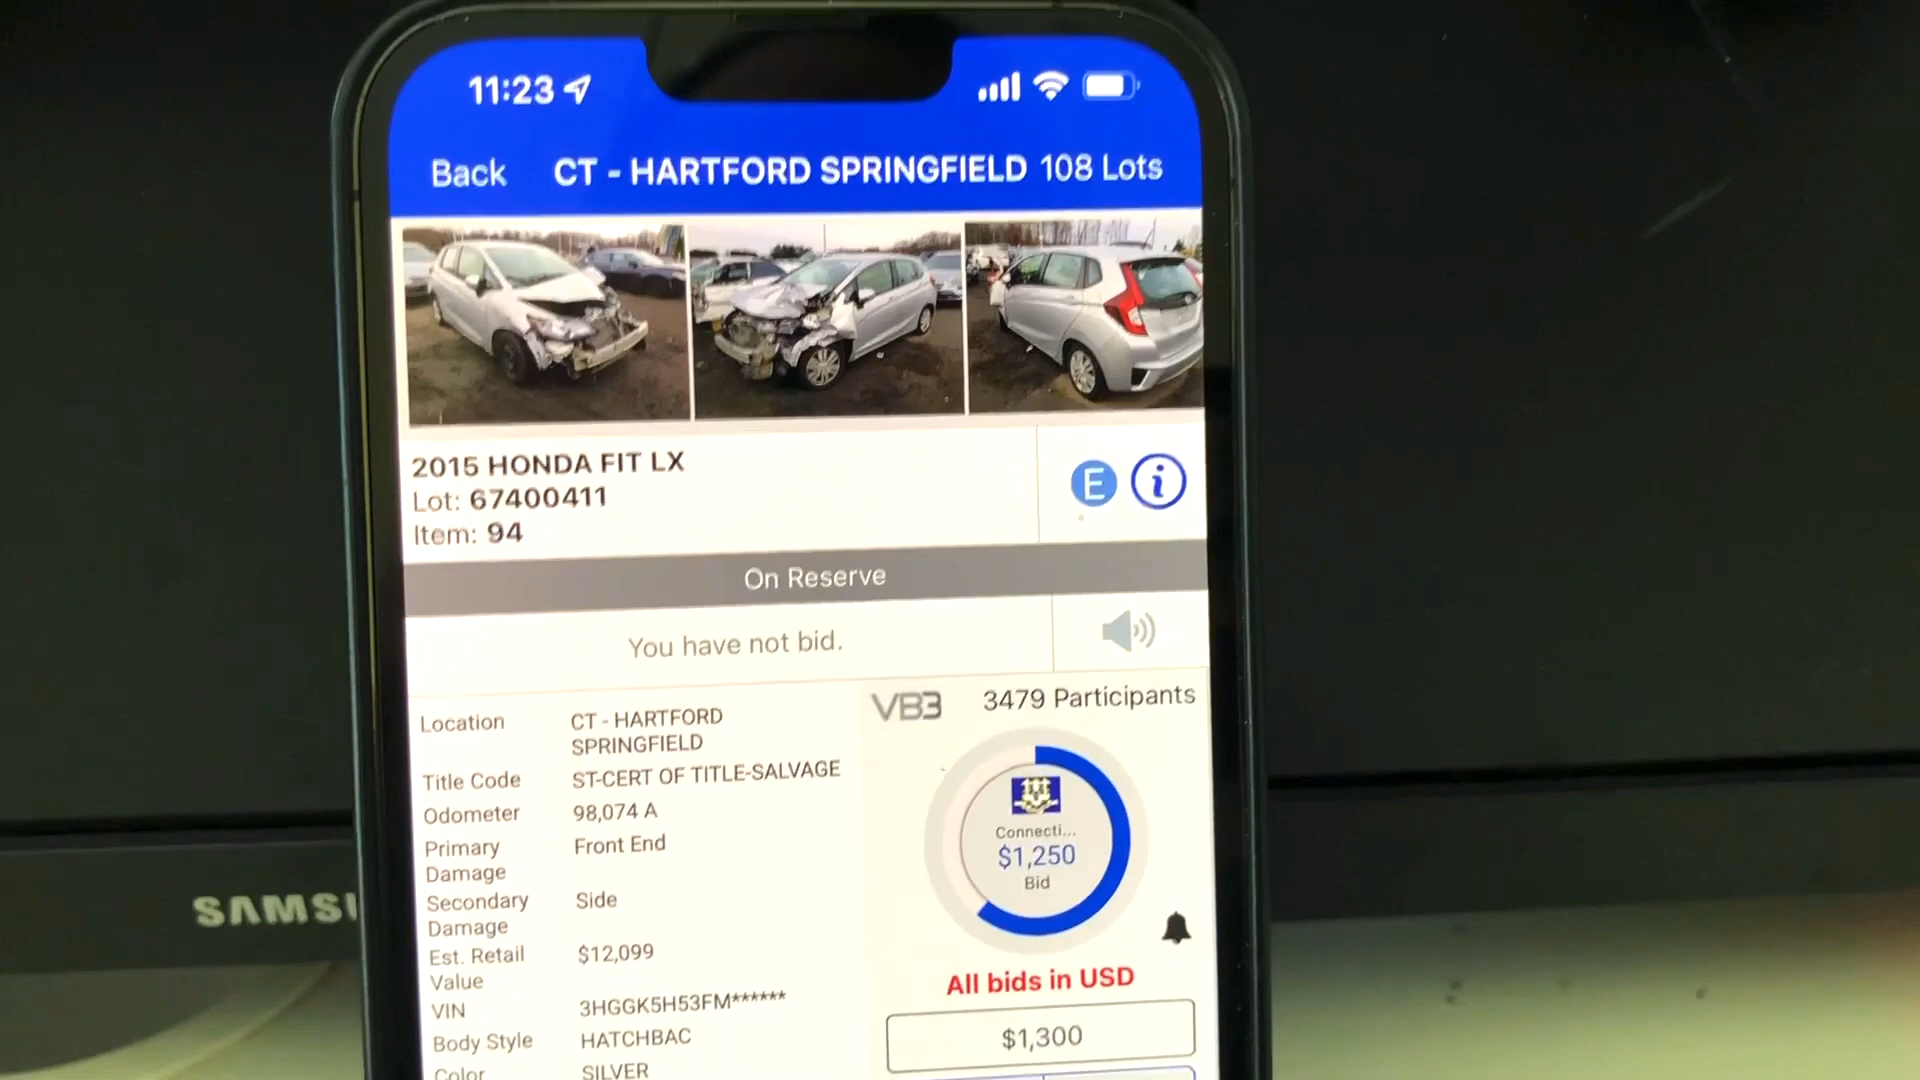 11:23
Back CT - HARTFORD SPRINGFIELD 108 Lots
2015 HONDA FIT LX
Lot: 67400411
Item: 94
E i
On Reserve
You have not bid.
Location CT - HARTFORD SPRINGFIELD
Title Code ST-CERT OF TITLE-SALVAGE
Odometer 98,074 A
Primary Damage Front End
Secondary Damage Side
Est. Retail Value $12,099
VIN 3HGGK5H53FM******
Body Style HATCHBAC
Color SILVER
VB3 3479 Participants
Connecti...
$1,250
Bid
All bids in USD
$1,300